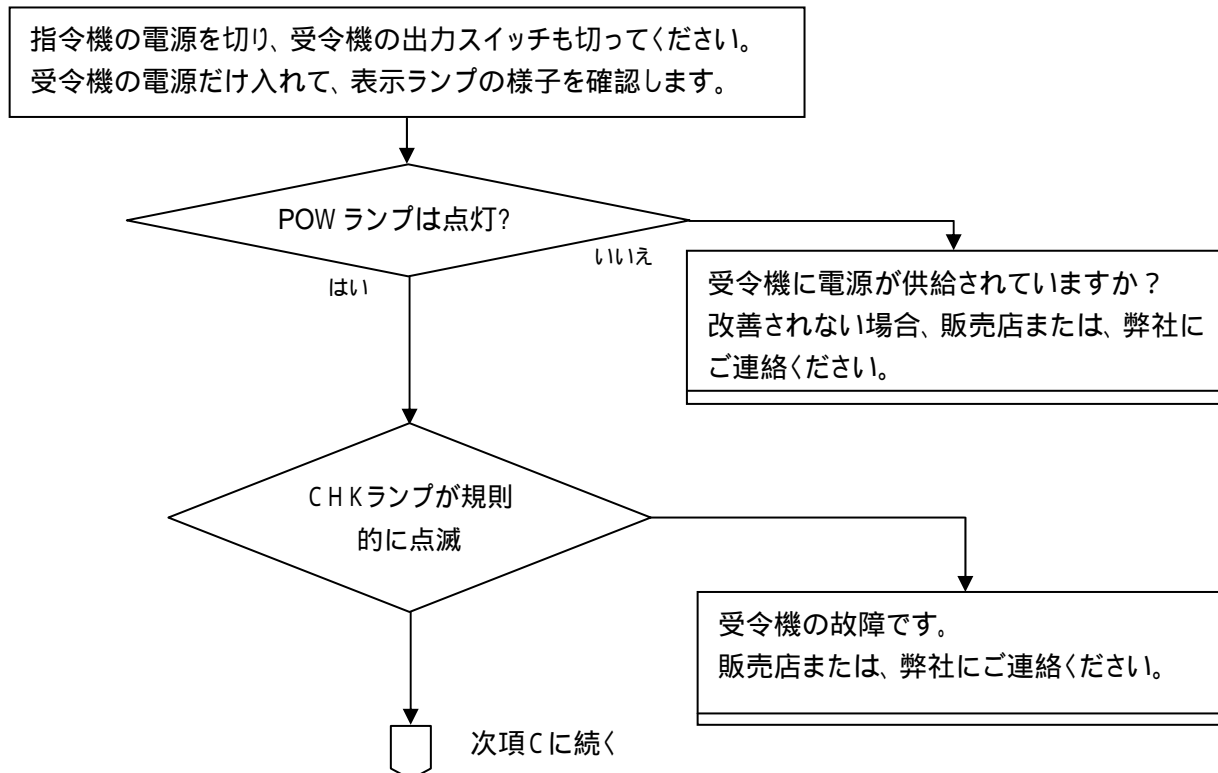 指令機の電源を切り、受令機の出力スイッチも切ってください。
受令機の電源だけ入れて、表示ランプの様子を確認します。
POW ランプは点灯?
いいえ
はい
受令機に電源が供給されていますか？
改善されない場合、販売店または、弊社に
ご連絡ください。
CHKランプが規則
的に点滅
受令機の故障です。
販売店または、弊社にご連絡ください。
次項Cに続く